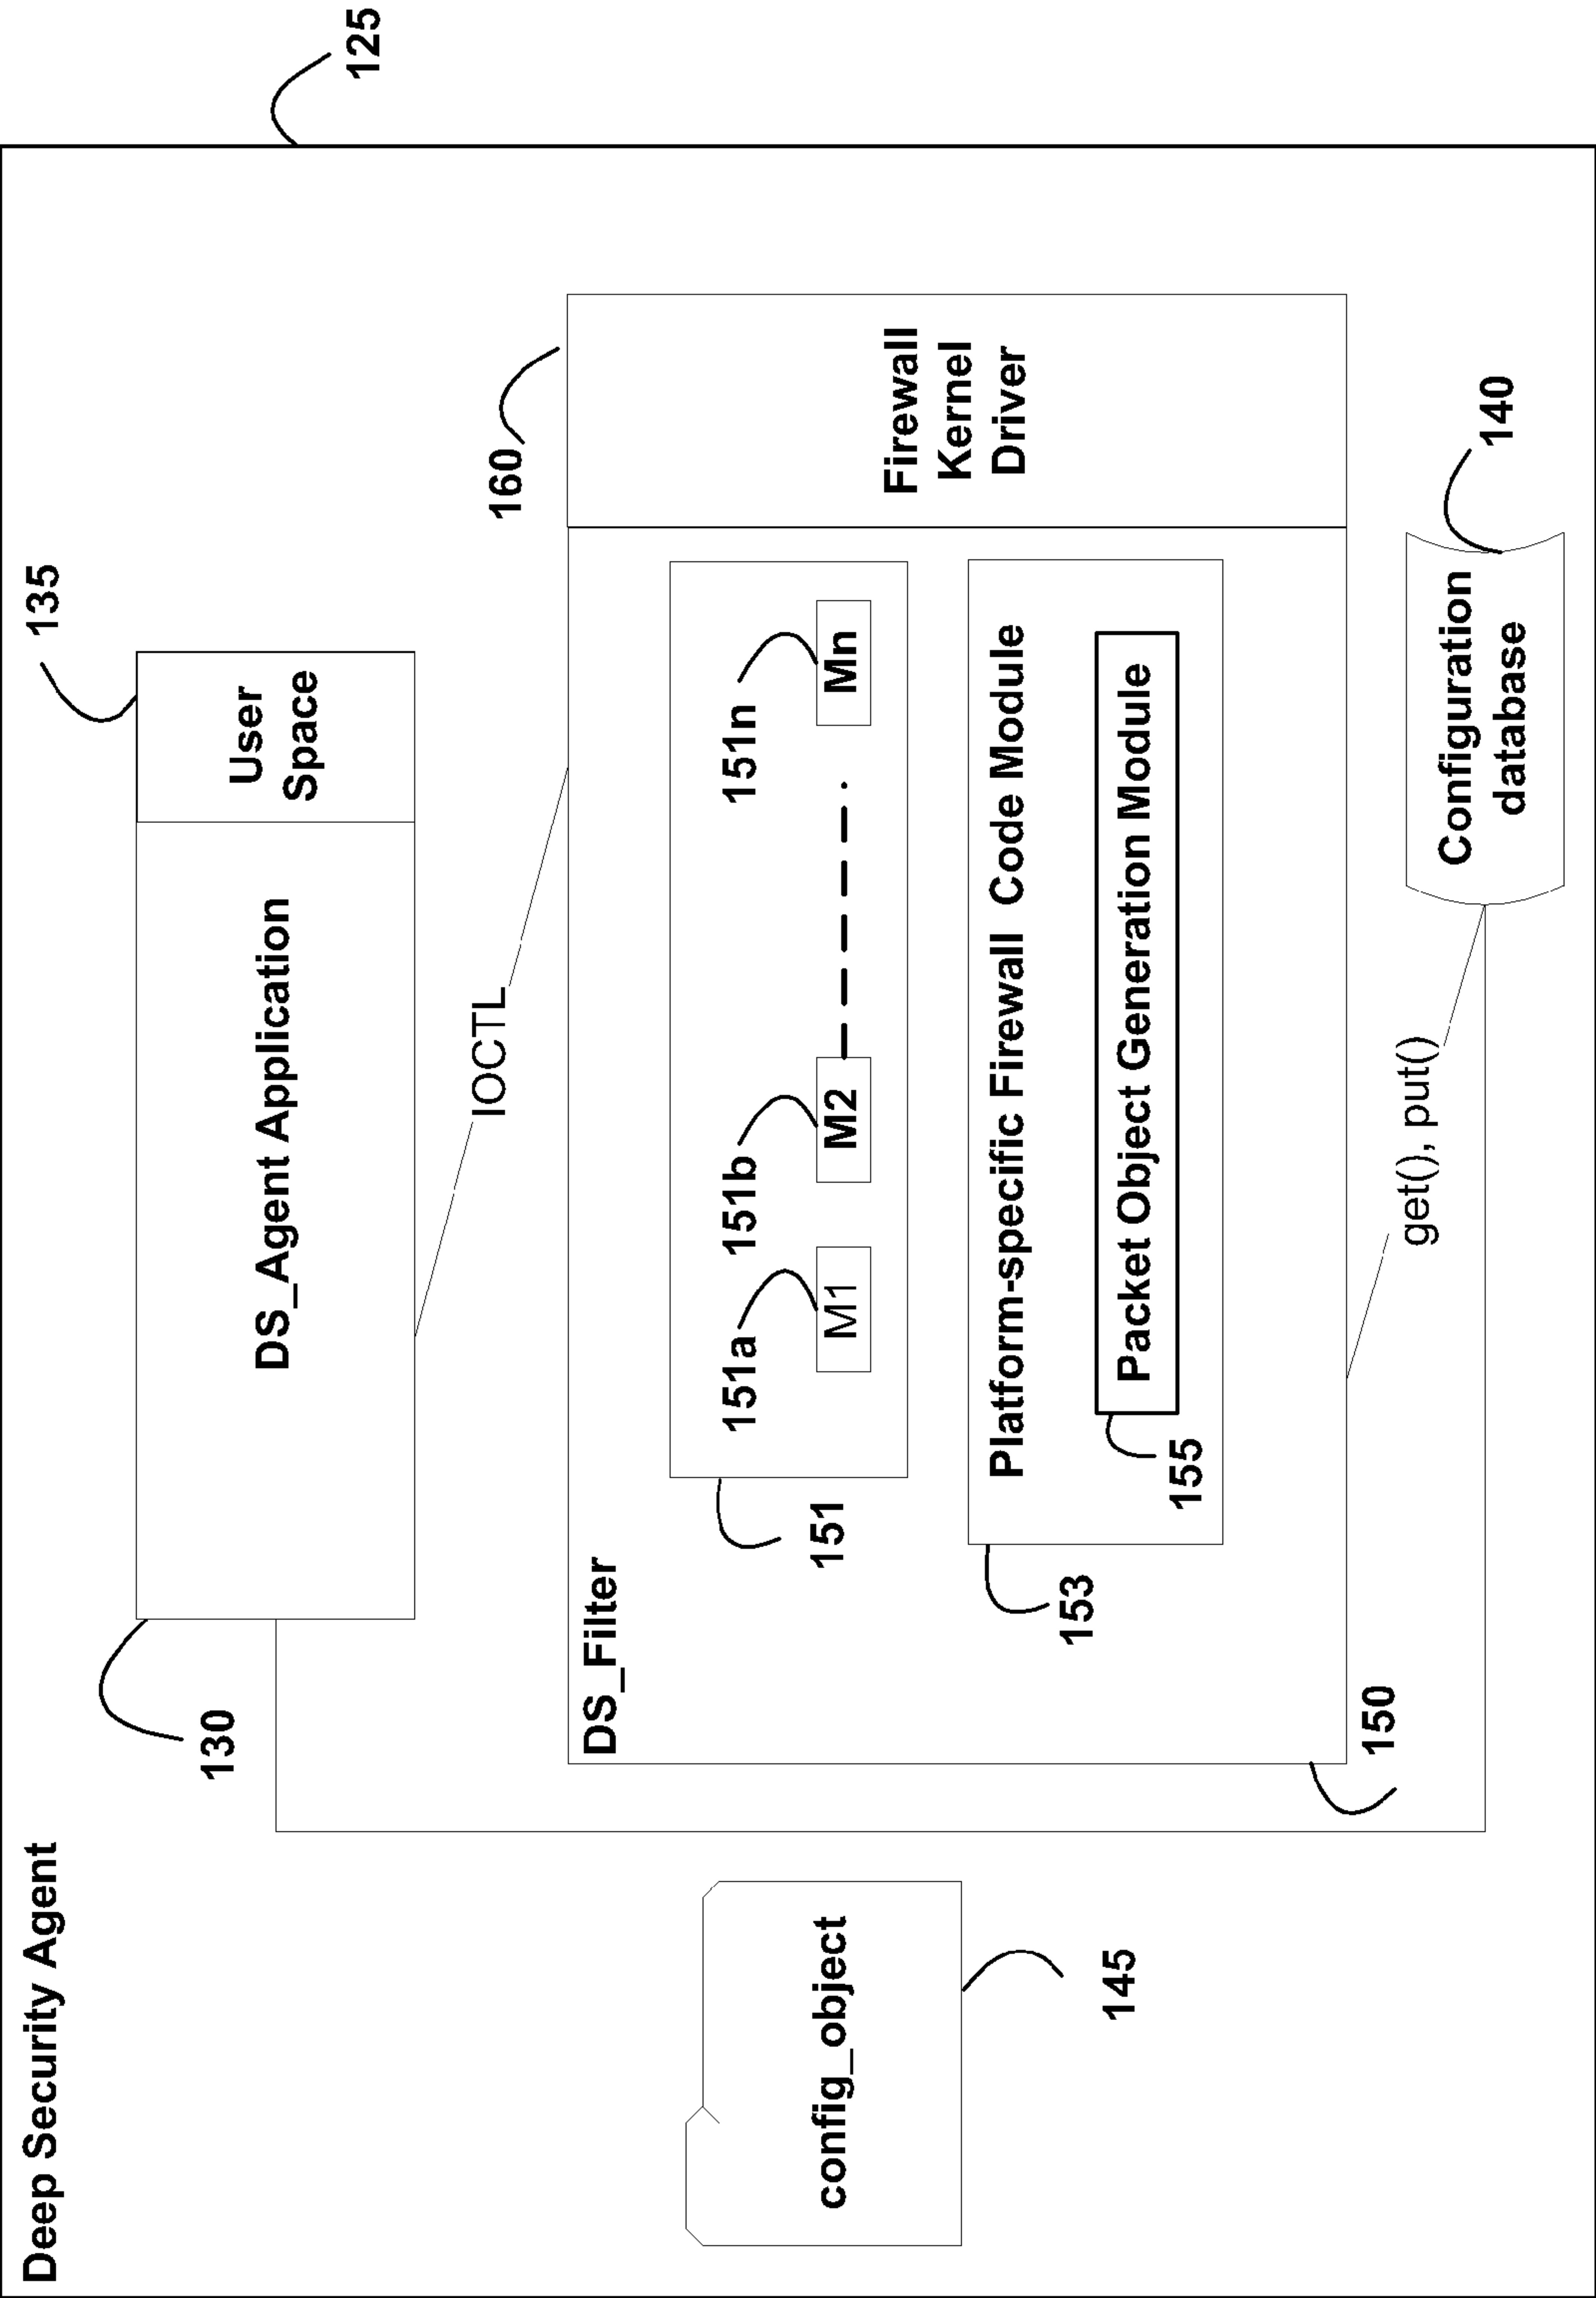 Deep Security Agent
125
130
DS_Agent Application
User
Space
135
IOCTL
160
DS_Filter
151
151a
151b
151n
M1
M2
Mn
Firewall
Kernel
Driver
153
Platform-specific Firewall Code Module
155
Packet Object Generation Module
150
config_object
145
get(), put()
Configuration
database
140